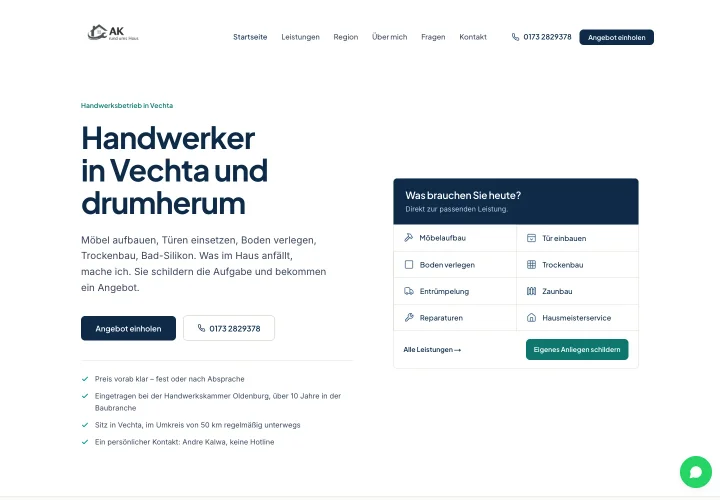 AK
Startseite
Leistungen
Region
Über mich
Fragen
Kontakt
0173 2829378
Angebot einholen
Handwerksbetrieb in Vechta
Handwerker
in Vechta und
drumherum
Möbel aufbauen, Türen einsetzen, Boden verlegen,
Trockenbau, Bad-Silikon. Was im Haus anfällt,
mache ich. Sie schildern die Aufgabe und bekommen
ein Angebot.
Angebot einholen
0173 2829378
Preis vorab klar – fest oder nach Absprache
Eingetragen bei der Handwerkskammer Oldenburg, über 10 Jahre in der
Baubranche
Sitz in Vechta, im Umkreis von 50 km regelmäßig unterwegs
Ein persönlicher Kontakt: Andre Kaiwa, keine Hotline
Was brauchen Sie heute?
Direkt zur passenden Leistung.
Möbelaufbau
Tür einbauen
Boden verlegen
Trockenbau
Entrümpelung
Zaunbau
Reparaturen
Hausmeisterservice
Alle Leistungen →
Eigenes Anliegen schildern